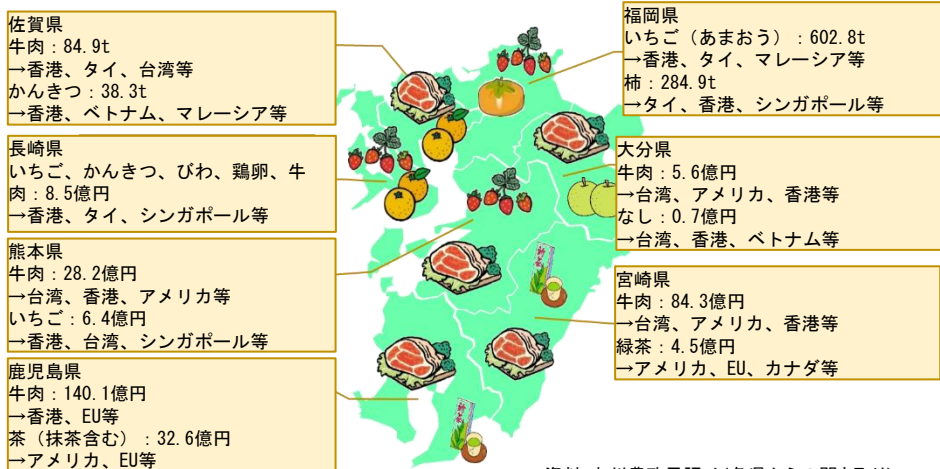 佐賀県
牛肉：84.9t
→香港、タイ、台湾等
かんきつ：38.3t
→香港、ベトナム、マレーシア等
長崎県
いちご、かんきつ、びわ、鶏卵、牛
肉：8.5億円
→香港、タイ、シンガポール等
熊本県
牛肉：28.2億円
→台湾、香港、アメリカ等
いちご：6.4億円
→香港、台湾、シンガポール等
鹿児島県
牛肉：140.1億円
→香港、EU等
茶（抹茶含む）：32.6億円
→アメリカ、EU等
福岡県
いちご（あまおう）：602.8t
→香港、タイ、マレーシア等
柿：284.9t
→タイ、香港、シンガポール等
大分県
牛肉：5.6億円
→台湾、アメリカ、香港等
なし：0.7億円
→台湾、香港、ベトナム等
宮崎県
牛肉：84.3億円
→台湾、アメリカ、香港等
緑茶：4.5億円
→アメリカ、EU、カナダ等